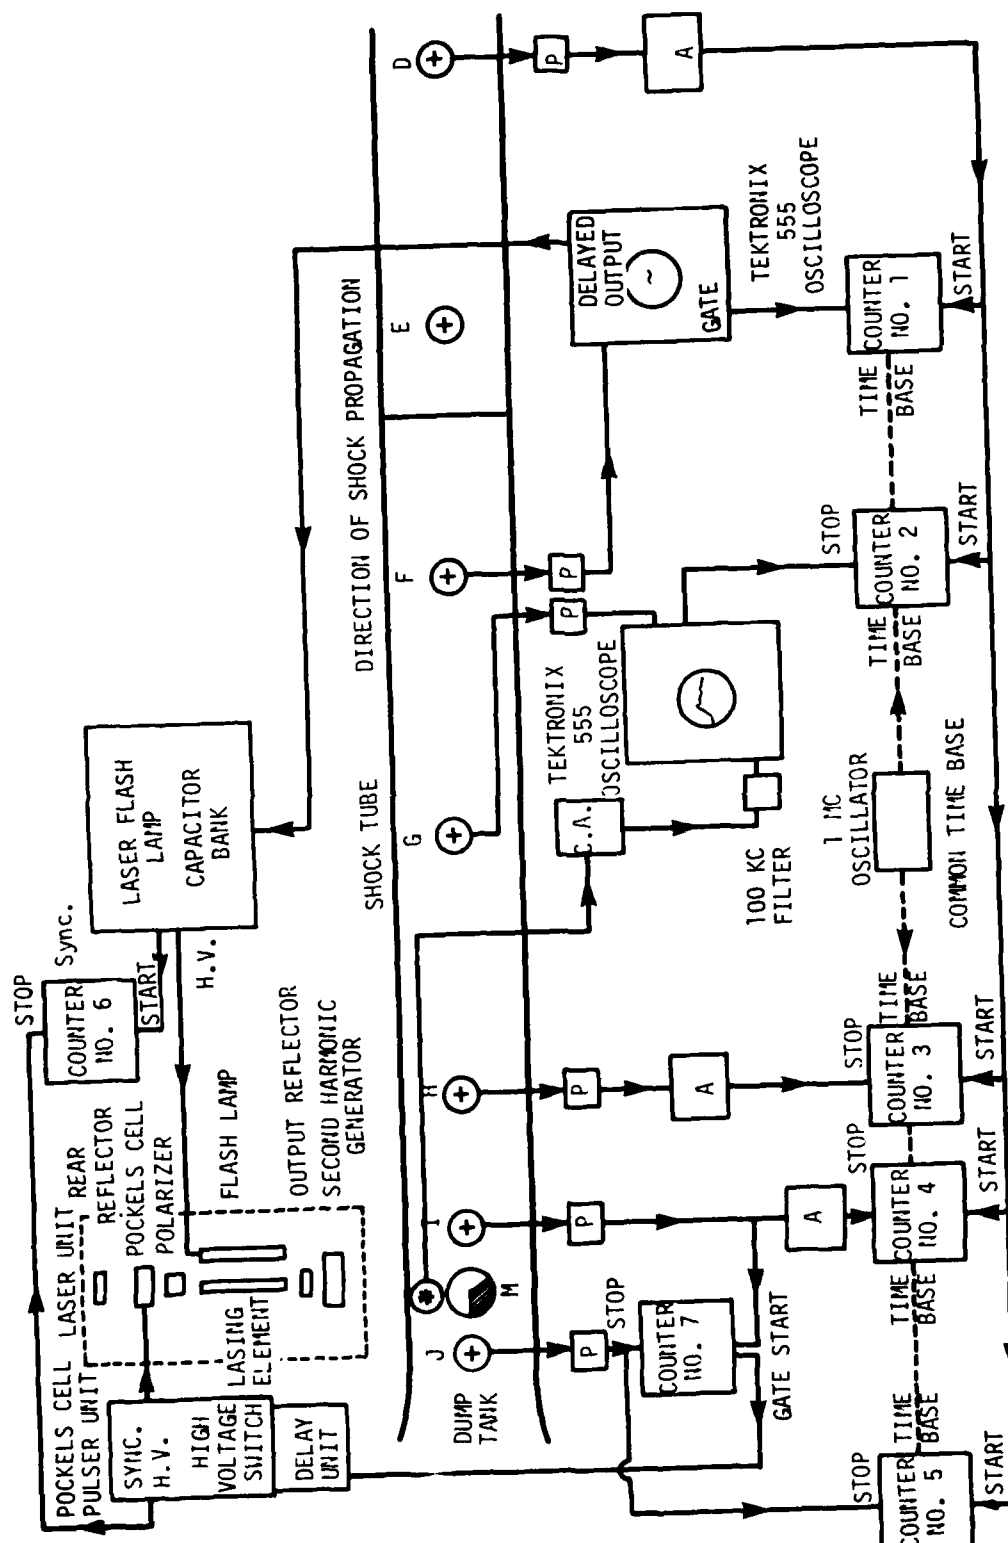 POCKELS CELL
PULSER UNIT
LASER UNIT
REAR
REFLECTOR
POCKELS CELL
POLARIZER
FLASH LAMP
OUTPUT REFLECTOR
SECOND HARMONIC
GENERATOR
LASING
ELEMENT
SYNC.
H.V.
HIGH
VOLTAGE
SWITCH
DELAY
UNIT
STOP
COUNTER
NO. 6
START
Sync.
H.V.
LASER FLASH
LAMP
CAPACITOR
BANK
SHOCK TUBE
DIRECTION OF SHOCK PROPAGATION
DUMP
TANK
J
M
I
H
G
F
E
D
P
P
P
P
P
P
A
A
A
STOP
COUNTER
NO. 7
GATE START
C.A.
TEKTRONIX
555
OSCILLOSCOPE
100 KC
FILTER
DELAYED
OUTPUT
GATE
TEKTRONIX
555
OSCILLOSCOPE
STOP
COUNTER
NO. 5
START
TIME
BASE
STOP
COUNTER
NO. 4
START
STOP
COUNTER
NO. 3
START
TIME
BASE
1 MC
OSCILLATOR
COMMON TIME BASE
TIME
BASE
STOP
COUNTER
NO. 2
START
TIME
BASE
COUNTER
NO. 1
START